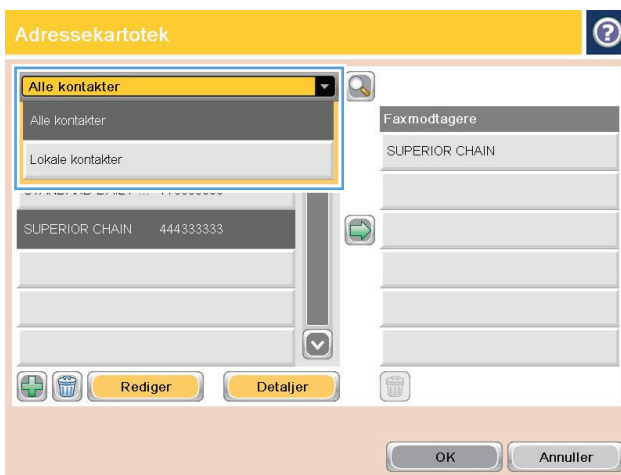 Adressekartotek
?
Alle kontakter
Alle kontakter
Lokale kontakter
Faxmodtagere
SUPERIOR CHAIN
SUPERIOR CHAIN 444333333
Rediger
Detaljer
OK
Annuller